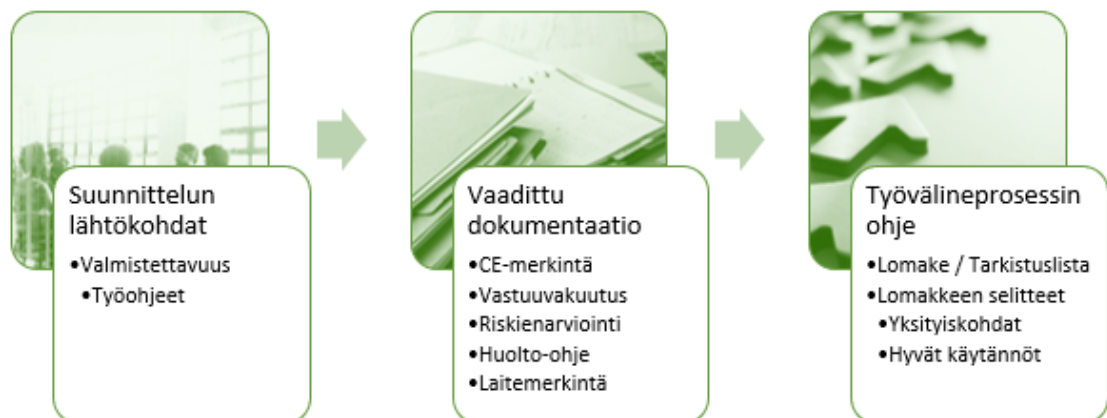 Suunnittelun
lähtökohdat
•Valmistettavuus
•Työohjeet
Vaadittu
dokumentaatio
•CE-merkintä
•Vastuuvakuutus
•Riskienarviointi
•Huolto-ohje
•Laitemerkintä
Työvälineprosessin
ohje
•Lomake / Tarkistuslista
•Lomakkeen selitteet
•Yksityiskohdat
•Hyvät käytännöt